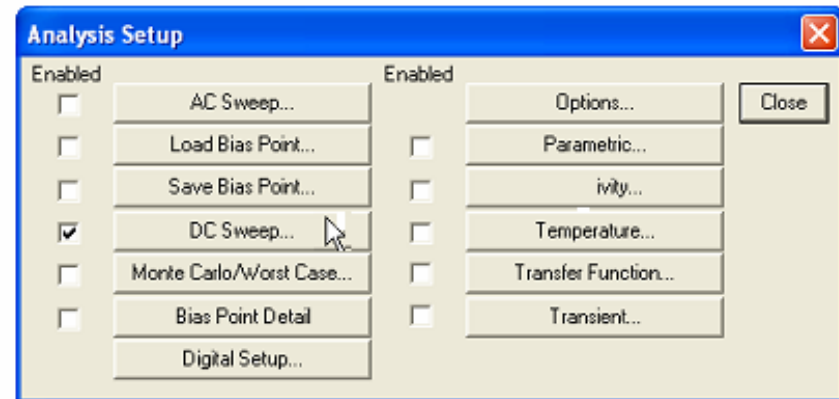 Analysis Setup
Enabled
AC Sweep...
Load Bias Point...
Save Bias Point...
DC Sweep...
Monte Carlo/Worst Case...
Bias Point Detail
Digital Setup...
Enabled
Options...
Parametric...
ivity...
Temperature...
Transfer Function...
Transient...
Close